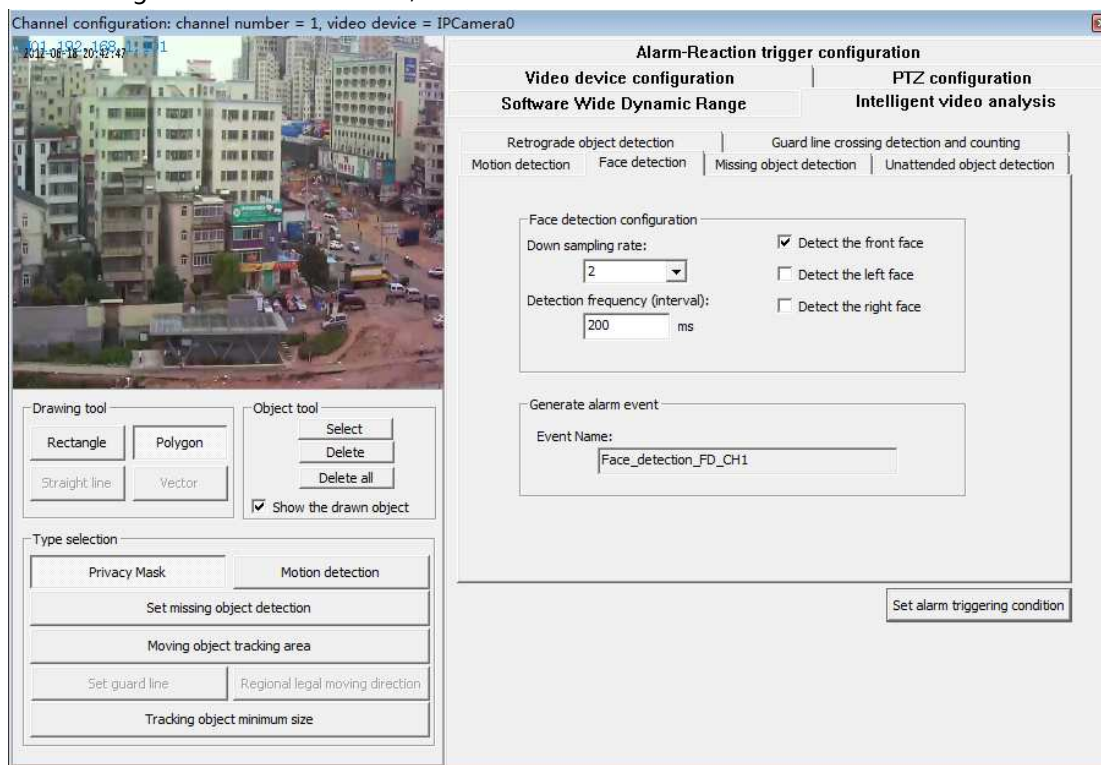 Channel configuration: channel number = 1, video device = IPCamera0
Alarm-Reaction trigger configuration
Video device configuration
PTZ configuration
Software Wide Dynamic Range
Intelligent video analysis
Retrograde object detection
Guard line crossing detection and counting
Motion detection
Face detection
Missing object detection
Unattended object detection
Face detection configuration
Down sampling rate:
2
Detection frequency (interval):
200 ms
Detect the front face
Detect the left face
Detect the right face
Generate alarm event
Event Name:
Face_detection_FD_CH1
Set alarm triggering condition
Drawing tool
Rectangle
Polygon
Straight line
Vector
Object tool
Select
Delete
Delete all
Show the drawn object
Type selection
Privacy Mask
Motion detection
Set missing object detection
Moving object tracking area
Set guard line
Regional legal moving direction
Tracking object minimum size